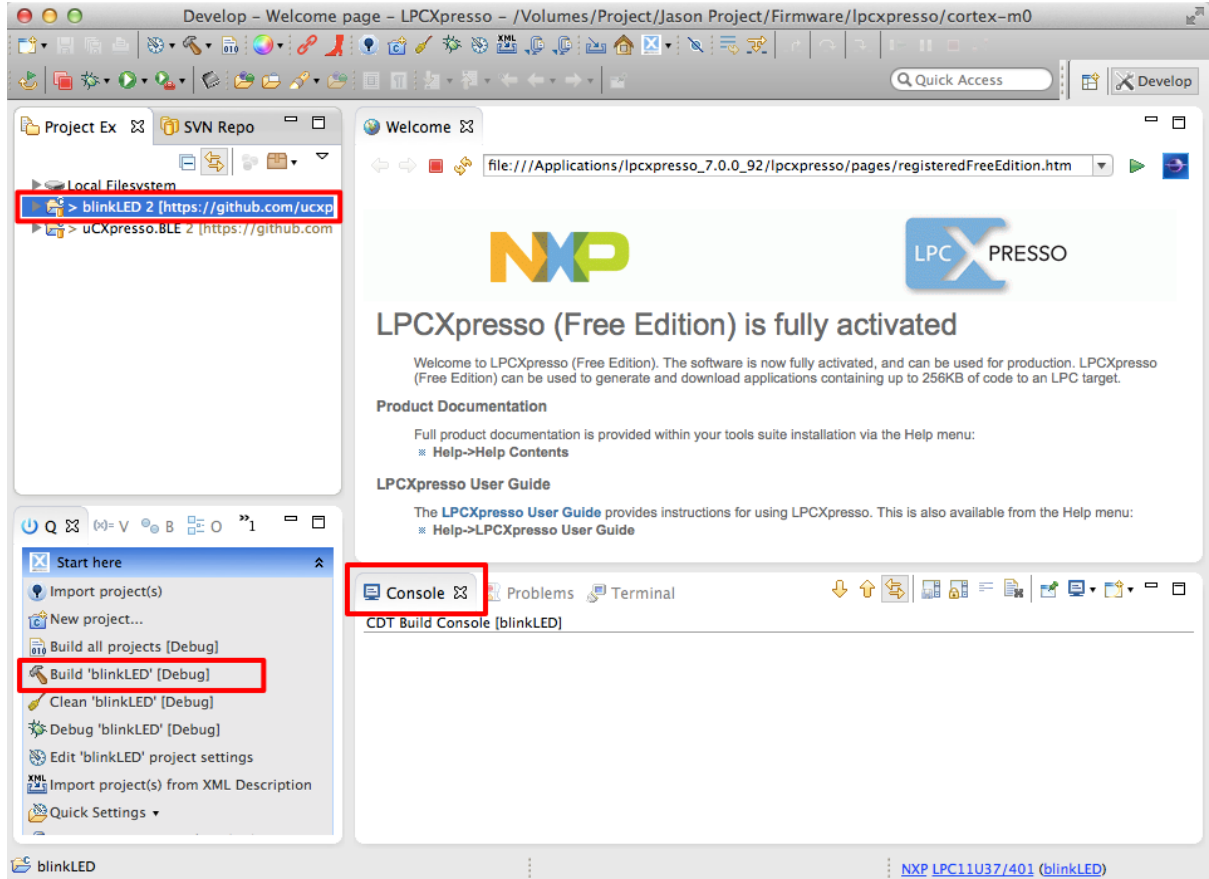 Develop – Welcome page – LPCXpresso – /Volumes/Project/Jason Project/Firmware/lpcxpresso/cortex-m0
Quick Access
Develop
Project Ex
SVN Repo
Local Filesystem
> blinkLED 2 [https://github.com/ucxp
> uCXpresso.BLE 2 [https://github.com
Welcome
file:///Applications/lpcxpresso_7.0.0_92/lpcxpresso/pages/registeredFreeEdition.htm
NXP
LPC XPRESSO
LPCXpresso (Free Edition) is fully activated
Welcome to LPCXpresso (Free Edition). The software is now fully activated, and can be used for production. LPCXpresso
(Free Edition) can be used to generate and download applications containing up to 256KB of code to an LPC target.
Product Documentation
Full product documentation is provided within your tools suite installation via the Help menu:
Help->Help Contents
LPCXpresso User Guide
The LPCXpresso User Guide provides instructions for using LPCXpresso. This is also available from the Help menu:
Help->LPCXpresso User Guide
Q (x)= V B O »1
Start here
Import project(s)
New project...
Build all projects [Debug]
Build 'blinkLED' [Debug]
Clean 'blinkLED' [Debug]
Debug 'blinkLED' [Debug]
Edit 'blinkLED' project settings
Import project(s) from XML Description
Quick Settings
Console
Problems
Terminal
CDT Build Console [blinkLED]
blinkLED
NXP LPC11U37/401 (blinkLED)